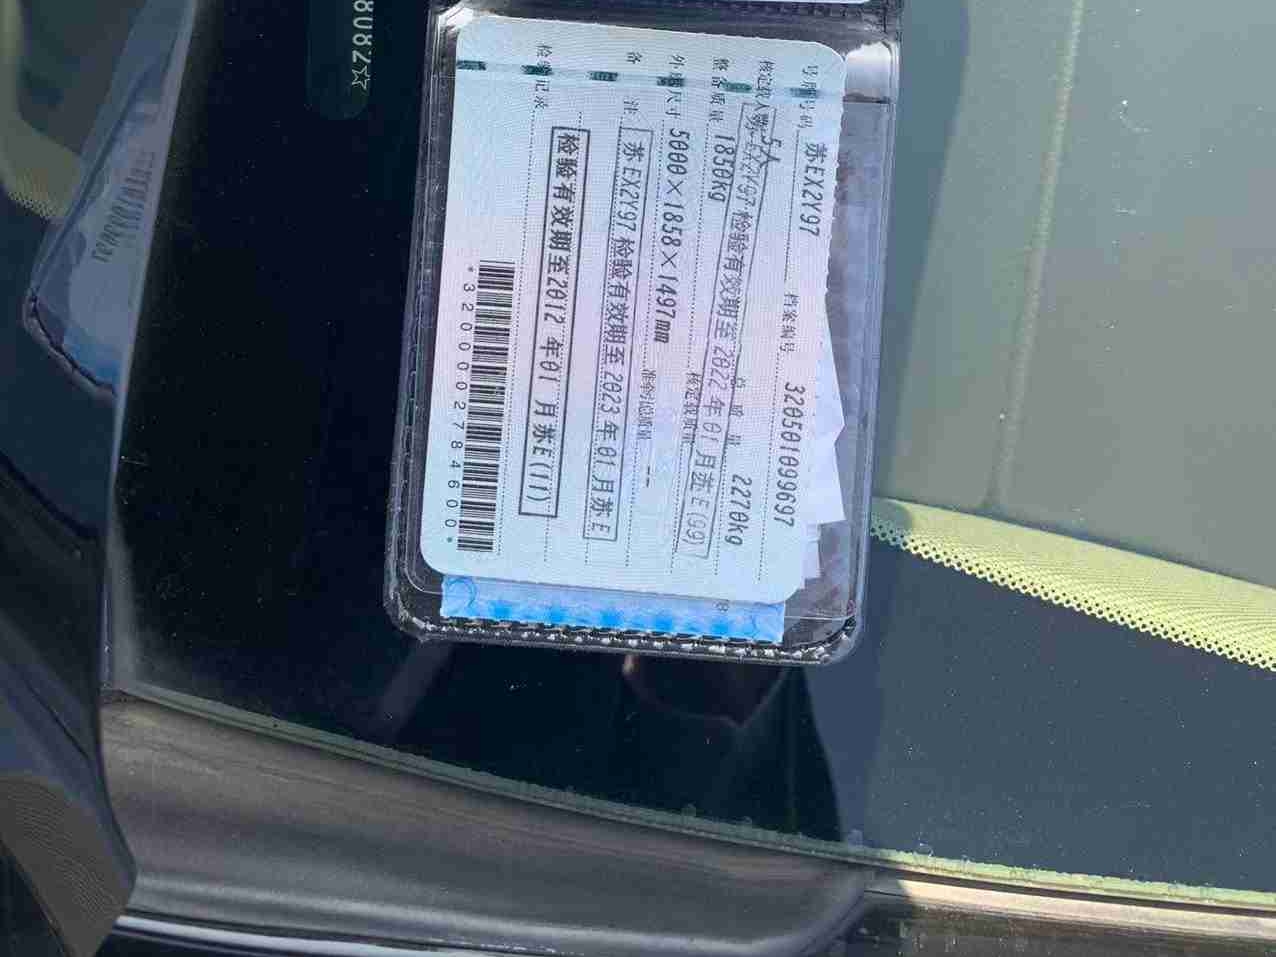 号牌号码 苏EX2Y97 档案编号 320501099697
核定载人数 5人 总质量 2270kg
整备质量 1850kg 核定载质量
苏EX2Y97 检验有效期至2022年01月苏E(99)
外廓尺寸 5000×1858×1497mm 准牵引总质量 --
备注 苏EX2Y97 检验有效期至2023年01月苏E
检验记录 检验有效期至2012年01月苏E(11)
*3200002784600*
8082☆